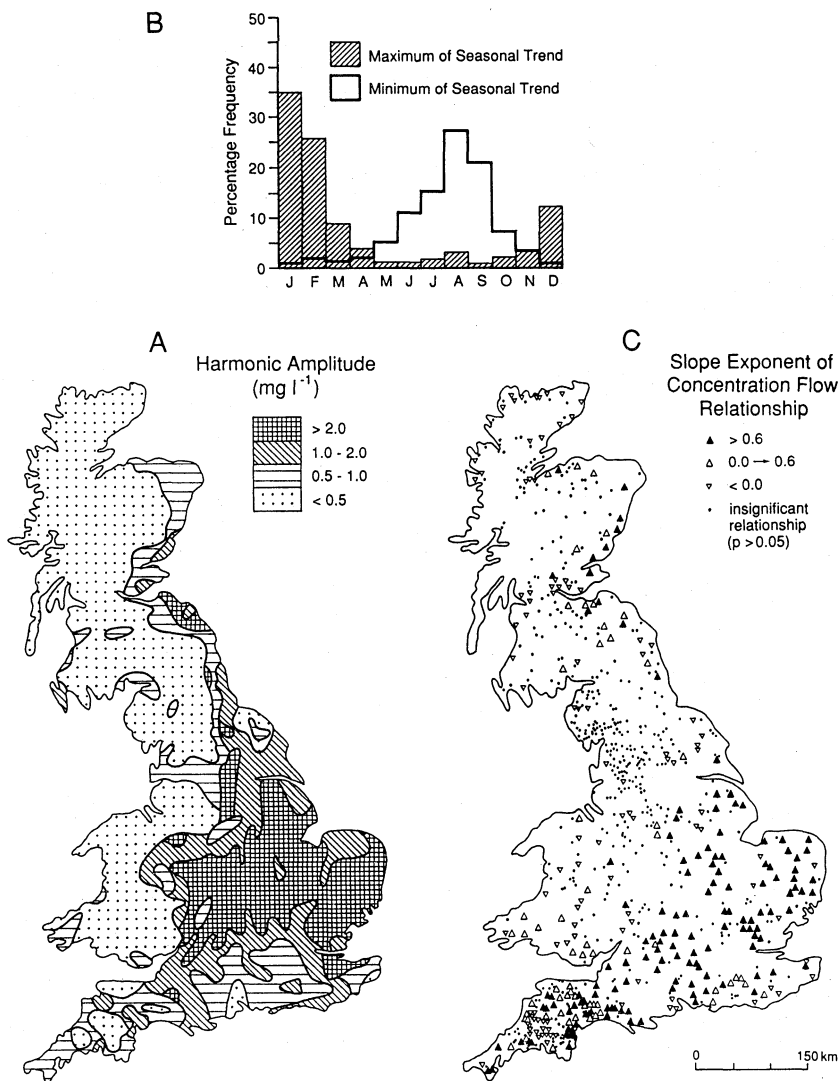 B
50
40
30
20
10
0
Percentage Frequency
Maximum of Seasonal Trend
Minimum of Seasonal Trend
J F M A M J J A S O N D
A
Harmonic Amplitude
(mg l⁻¹)
> 2.0
1.0 - 2.0
0.5 - 1.0
< 0.5
C
Slope Exponent of
Concentration Flow
Relationship
▲ > 0.6
△ 0.0 → 0.6
▽ < 0.0
· insignificant
relationship
(p > 0.05)
0 150 km